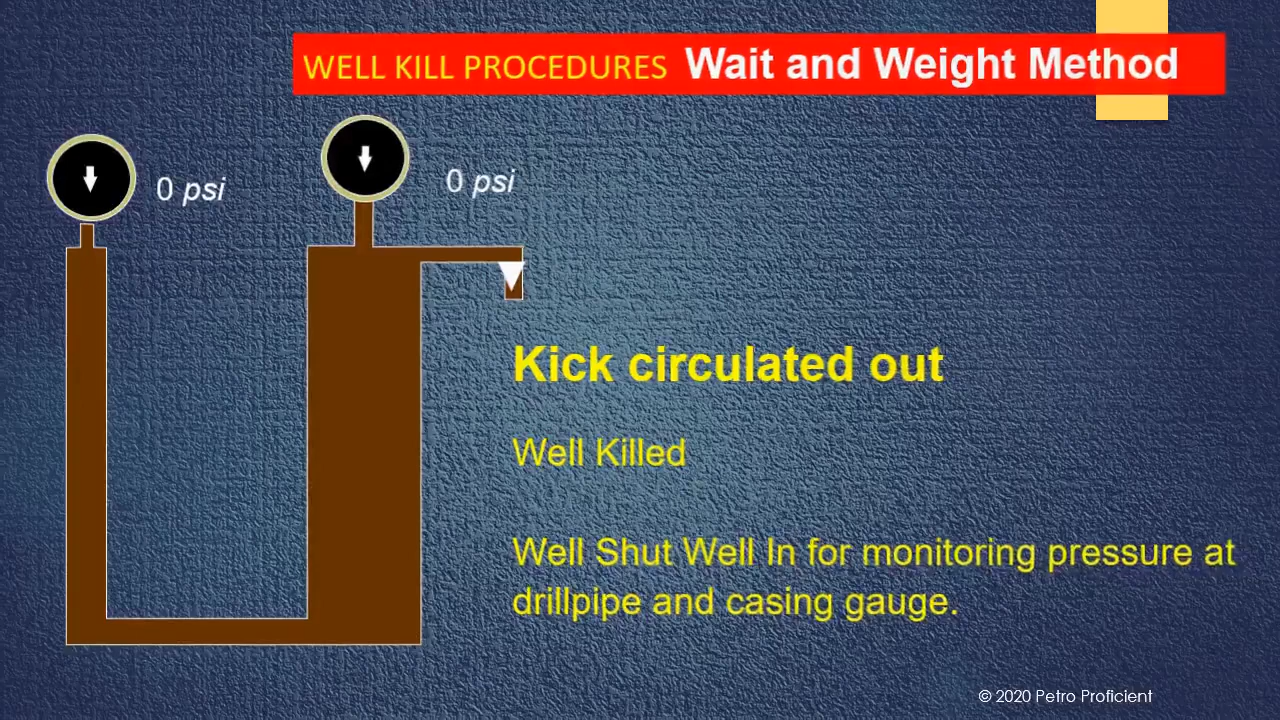 WELL KILL PROCEDURES Wait and Weight Method
0 psi
0 psi
Kick circulated out
Well Killed
Well Shut Well In for monitoring pressure at
drillpipe and casing gauge.
© 2020 Petro Proficient